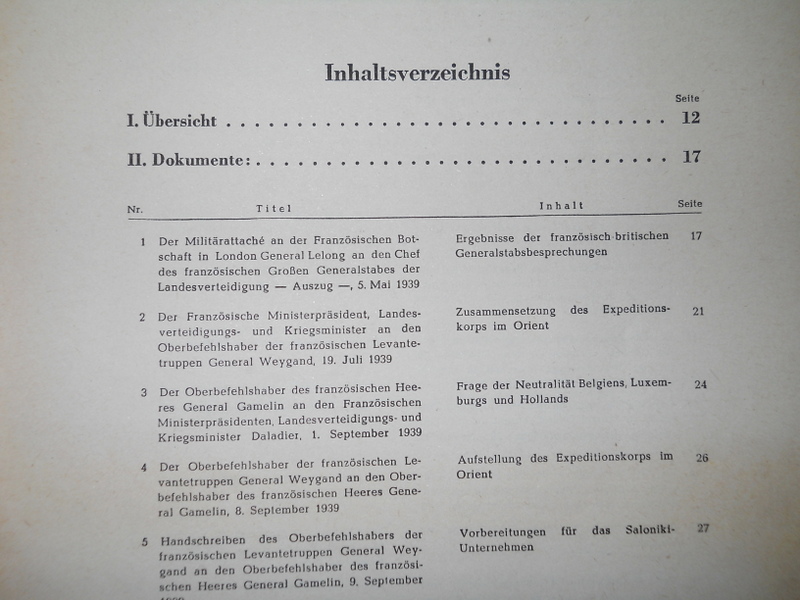 Inhaltsverzeichnis
Seite
I. Übersicht . . . . . . . . . . . . . . . . . . . . . . . . . . . . . . . . 12
II. Dokumente: . . . . . . . . . . . . . . . . . . . . . . . . . . . . . . 17
Nr. Titel Inhalt Seite
1 Der Militärattaché an der Französischen Bot-
schaft in London General Lelong an den Chef
des französischen Großen Generalstabes der
Landesverteidigung — Auszug —, 5. Mai 1939
Ergebnisse der französisch-britischen 17
Generalstabsbesprechungen
2 Der Französische Ministerpräsident, Landes-
verteidigungs- und Kriegsminister an den
Oberbefehlshaber der französischen Levante-
truppen General Weygand, 19. Juli 1939
Zusammensetzung des Expeditions- 21
korps im Orient
3 Der Oberbefehlshaber des französischen Hee-
res General Gamelin an den Französischen
Ministerpräsidenten, Landesverteidigungs- und
Kriegsminister Daladier, 1. September 1939
Frage der Neutralität Belgiens, Luxem- 24
burgs und Hollands
4 Der Oberbefehlshaber der französischen Le-
vantetruppen General Weygand an den Ober-
befehlshaber des französischen Heeres Gene-
ral Gamelin, 8. September 1939
Aufstellung des Expeditionskorps im 26
Orient
5 Handschreiben des Oberbefehlshabers der
französischen Levantetruppen General Wey-
gand an den Oberbefehlshaber des französi-
schen Heeres General Gamelin, 9. September
Vorbereitungen für das Saloniki- 27
Unternehmen